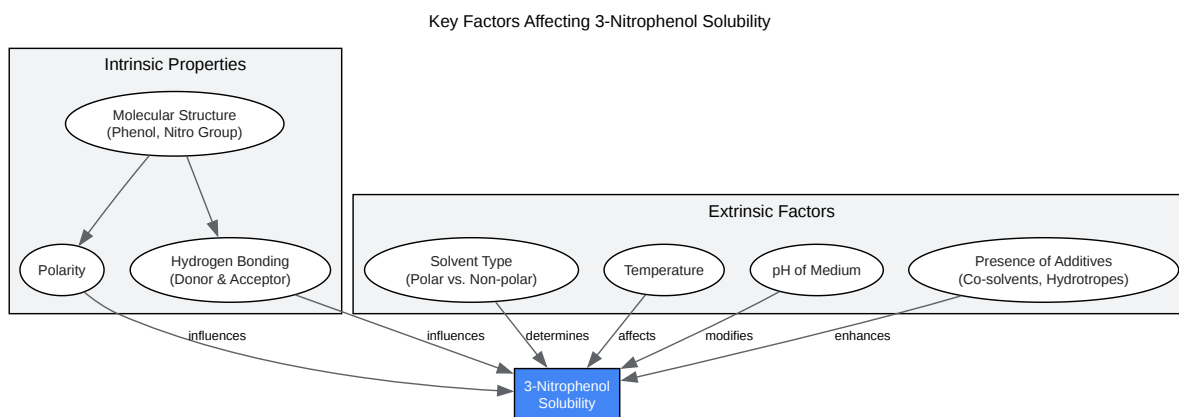 Key Factors Affecting 3-Nitrophenol Solubility
Intrinsic Properties
Molecular Structure
(Phenol, Nitro Group)
Polarity
Hydrogen Bonding
(Donor & Acceptor)
Extrinsic Factors
Solvent Type
(Polar vs. Non-polar)
Temperature
pH of Medium
Presence of Additives
(Co-solvents, Hydrotropes)
influences
influences
determines
affects
modifies
enhances
3-Nitrophenol
Solubility